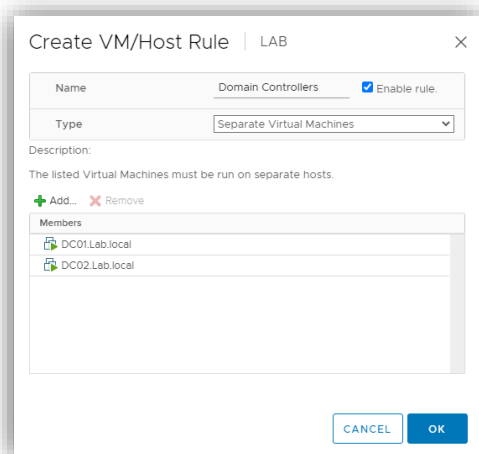 Create VM/Host Rule LAB
Name Domain Controllers Enable rule.
Type Separate Virtual Machines
Description:
The listed Virtual Machines must be run on separate hosts.
Add... Remove
Members
DC01.Lab.local
DC02.Lab.local
CANCEL OK